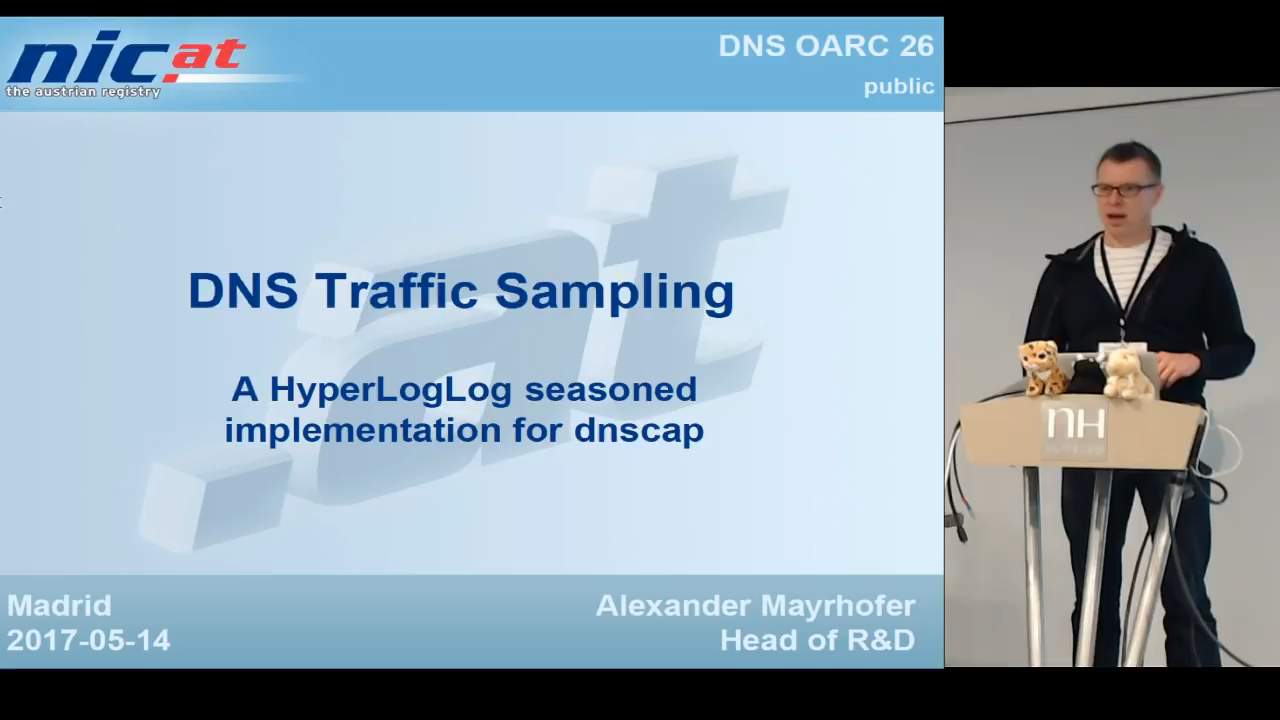 nic.at
the austrian registry
DNS OARC 26
public
DNS Traffic Sampling
A HyperLogLog seasoned
implementation for dnscap
Madrid
2017-05-14
Alexander Mayrhofer
Head of R&D
nH